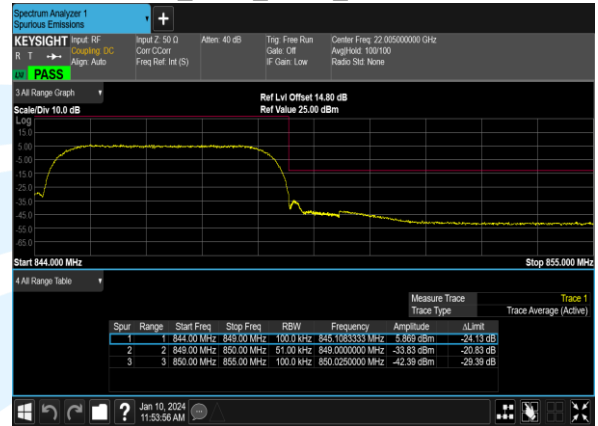 Spectrum Analyzer 1
Spurious Emissions
+
KEYSIGHT Input: RF Input Z: 50 Ω Atten: 40 dB Trig: Free Run Center Freq: 22.005000000 GHz
R T Coupling: DC Corr CCorr Gate: Off Avg|Hold: 100/100
Align: Auto Freq Ref: Int (S) IF Gain: Low Radio Std: None
PASS
3 All Range Graph
Ref Lvl Offset 14.80 dB
Scale/Div 10.0 dB Ref Value 25.00 dBm
Log
15.0
5.00
-5.00
-15.0
-25.0
-35.0
-45.0
-55.0
-65.0
Start 844.000 MHz Stop 855.000 MHz
4 All Range Table
Measure Trace Trace 1
Trace Type Trace Average (Active)
Spur Range Start Freq Stop Freq RBW Frequency Amplitude ΔLimit
1 1 844.00 MHz 849.00 MHz 100.0 kHz 845.1083333 MHz 5.869 dBm -24.13 dB
2 2 849.00 MHz 850.00 MHz 51.00 kHz 849.0000000 MHz -33.83 dBm -20.83 dB
3 3 850.00 MHz 855.00 MHz 100.0 kHz 850.0250000 MHz -42.39 dBm -29.39 dB
? Jan 10, 2024
11:53:56 AM